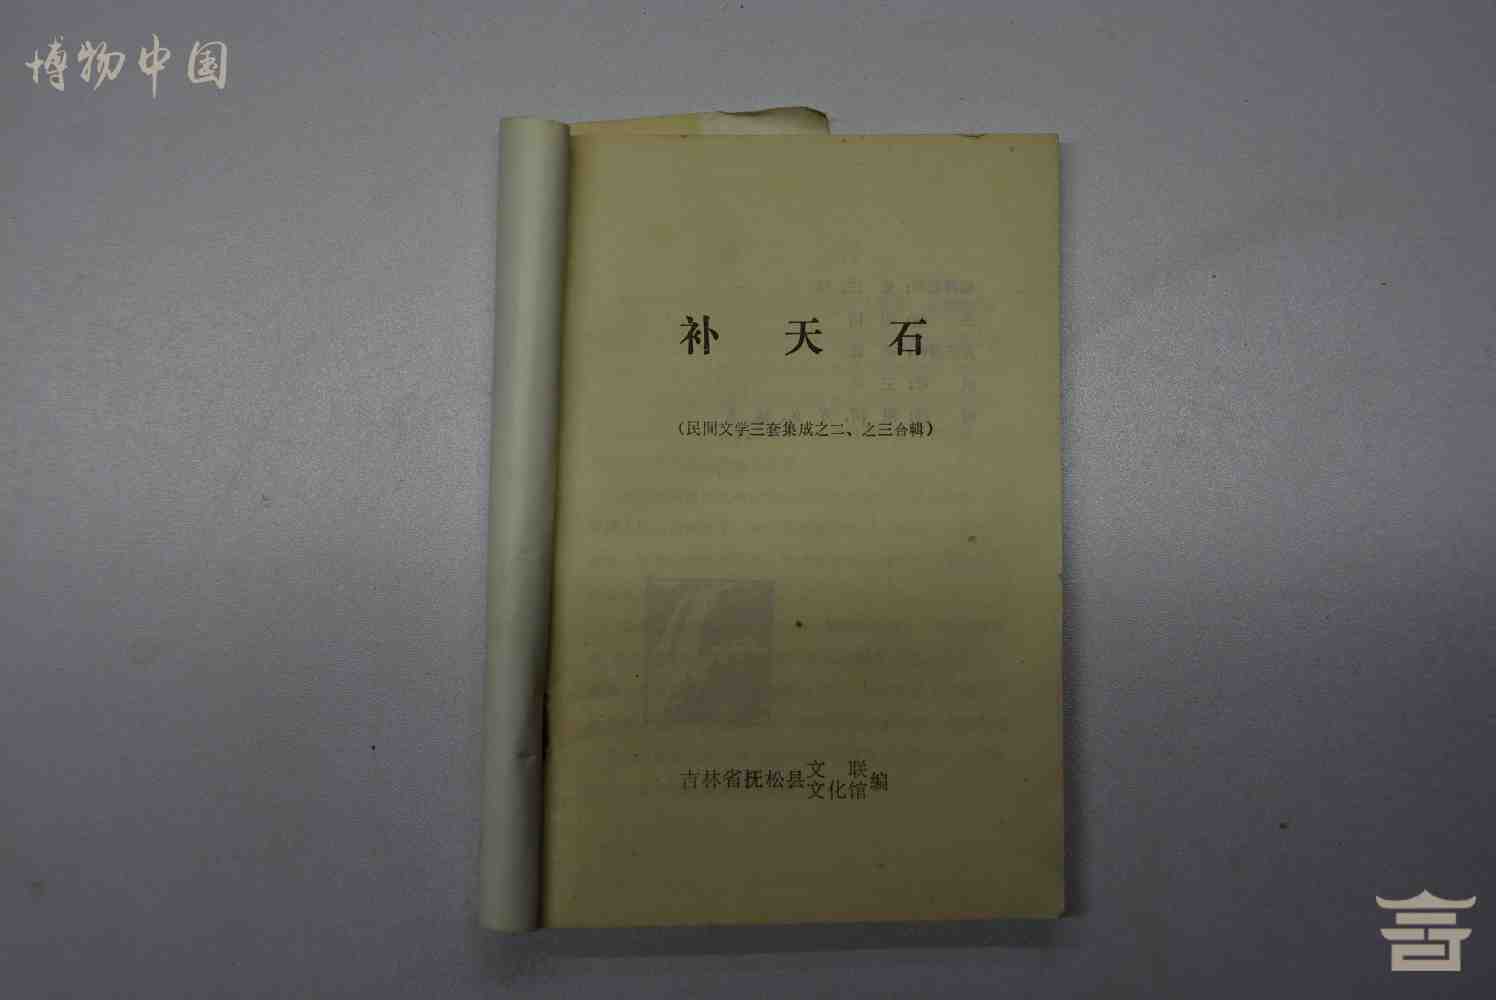 博物中国
补天石
（民间文学三套集成之二、之三合輯）
吉林省抚松县文联文化馆编